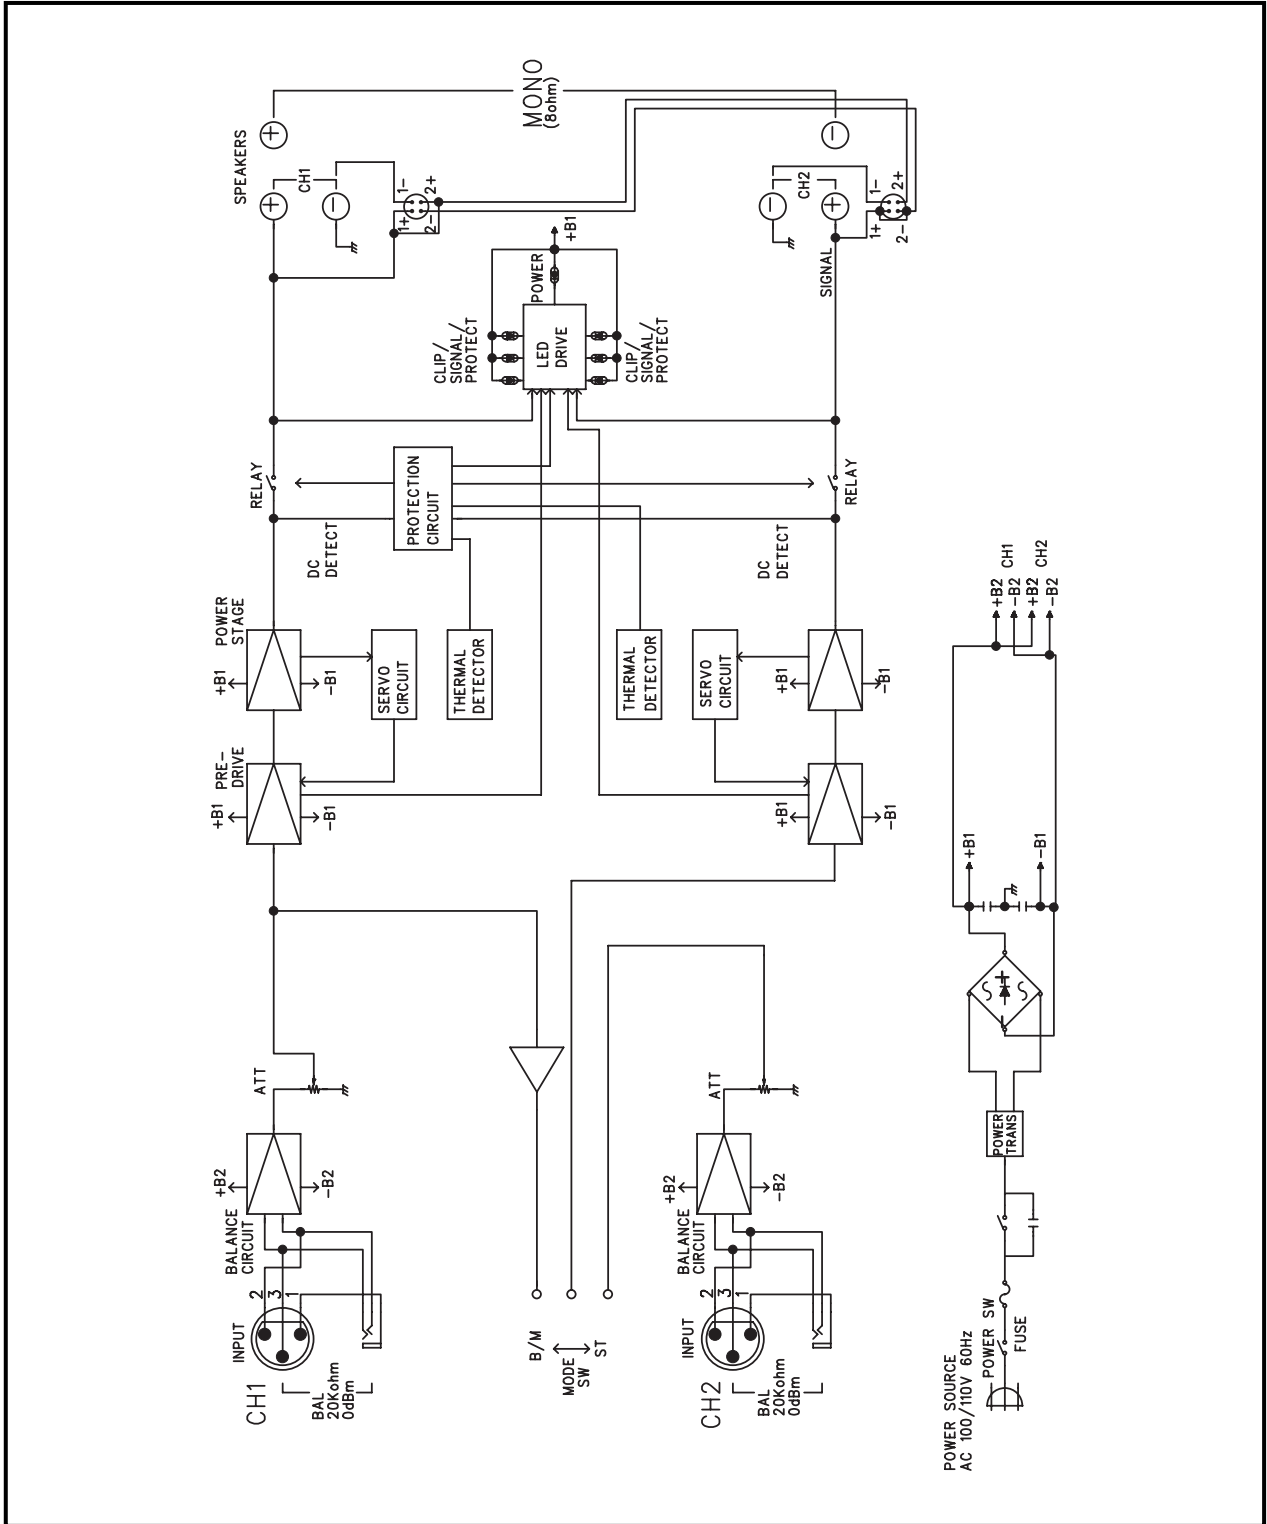 SPEAKERS
MONO
(8ohm)
CH1
1-
2+
1+
2-
CH2
1-
2+
1+
2-
SIGNAL
+B1
POWER
LED
DRIVE
CLIP/
SIGNAL/
PROTECT
CLIP/
SIGNAL/
PROTECT
RELAY
RELAY
PROTECTION
CIRCUIT
DC
DETECT
DC
DETECT
POWER
STAGE
+B1
-B1
SERVO
CIRCUIT
THERMAL
DETECTOR
THERMAL
DETECTOR
SERVO
CIRCUIT
+B1
-B1
PRE-
DRIVE
+B1
-B1
+B1
-B1
ATT
ATT
+B2
-B2
BALANCE
CIRCUIT
+B2
-B2
BALANCE
CIRCUIT
2
3
1
INPUT
CH1
BAL
20Kohm
0dBm
B/M
MODE
SW
ST
2
3
1
INPUT
CH2
BAL
20Kohm
0dBm
+B2
-B2
CH1
+B2
-B2
CH2
+B1
-B1
+
-
POWER
TRANS
FUSE
POWER SW
POWER SOURCE
AC 100/110V 60Hz